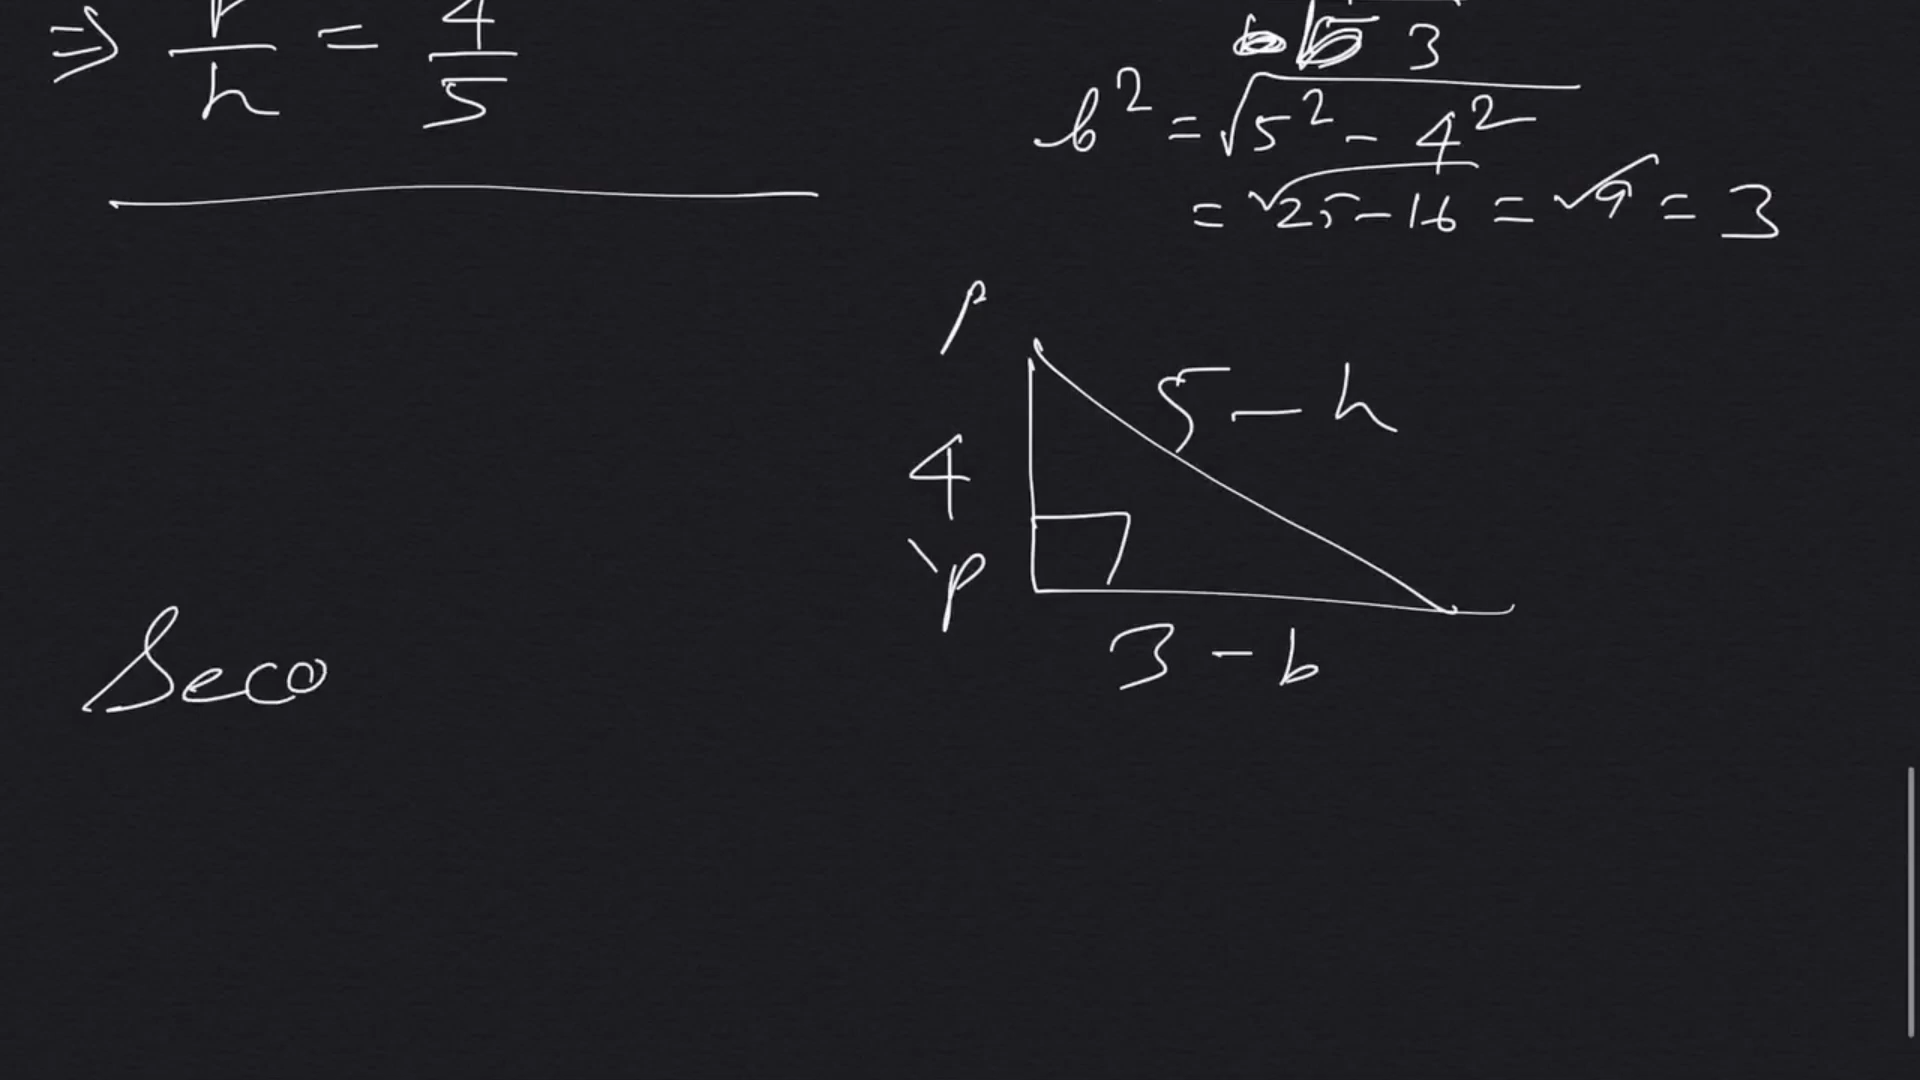 ⇒ p/h = 4/5
3
b² = √5² - 4²
= √25-16 = √9 = 3
p
5 - h
4
p
3 - b
Seco